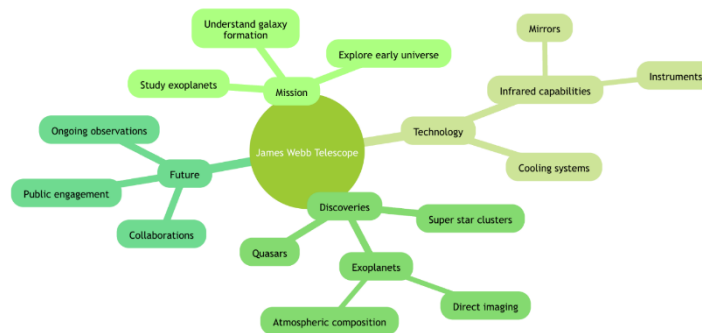 Understand galaxy
formation
Mirrors
Explore early universe
Study exoplanets
Mission
Infrared capabilities
Instruments
Ongoing observations
Technology
James Webb Telescope
Cooling systems
Future
Public engagement
Discoveries
Super star clusters
Collaborations
Quasars
Exoplanets
Direct imaging
Atmospheric composition